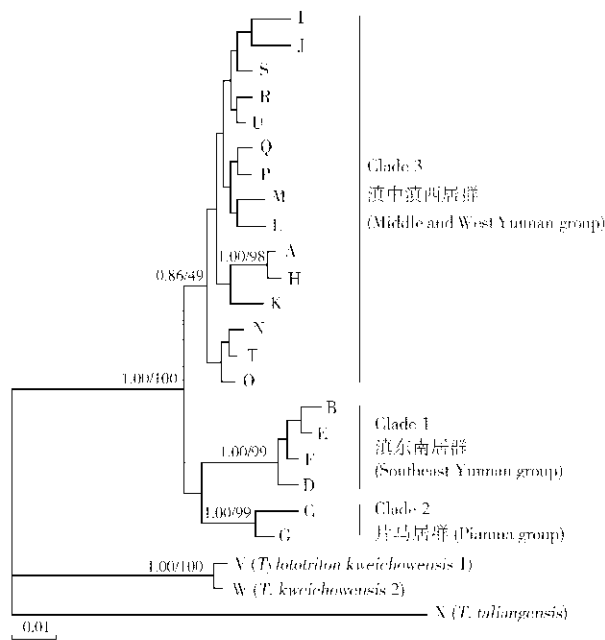 I
J
S
R
U
Q
P
M
L
1.00/98
A
H
K
0.86/49
N
T
O
Clade 3
滇中滇西居群
(Middle and West Yunnan group)
1.00/100
B
E
1.00/99
F
D
Clade 1
滇东南居群
(Southeast Yunnan group)
1.00/99
C
G
Clade 2
片马居群 (Pianma group)
1.00/100
V (Tylototriton kweichowensis 1)
W (T. kweichowensis 2)
X (T. taliangensis)
0.01